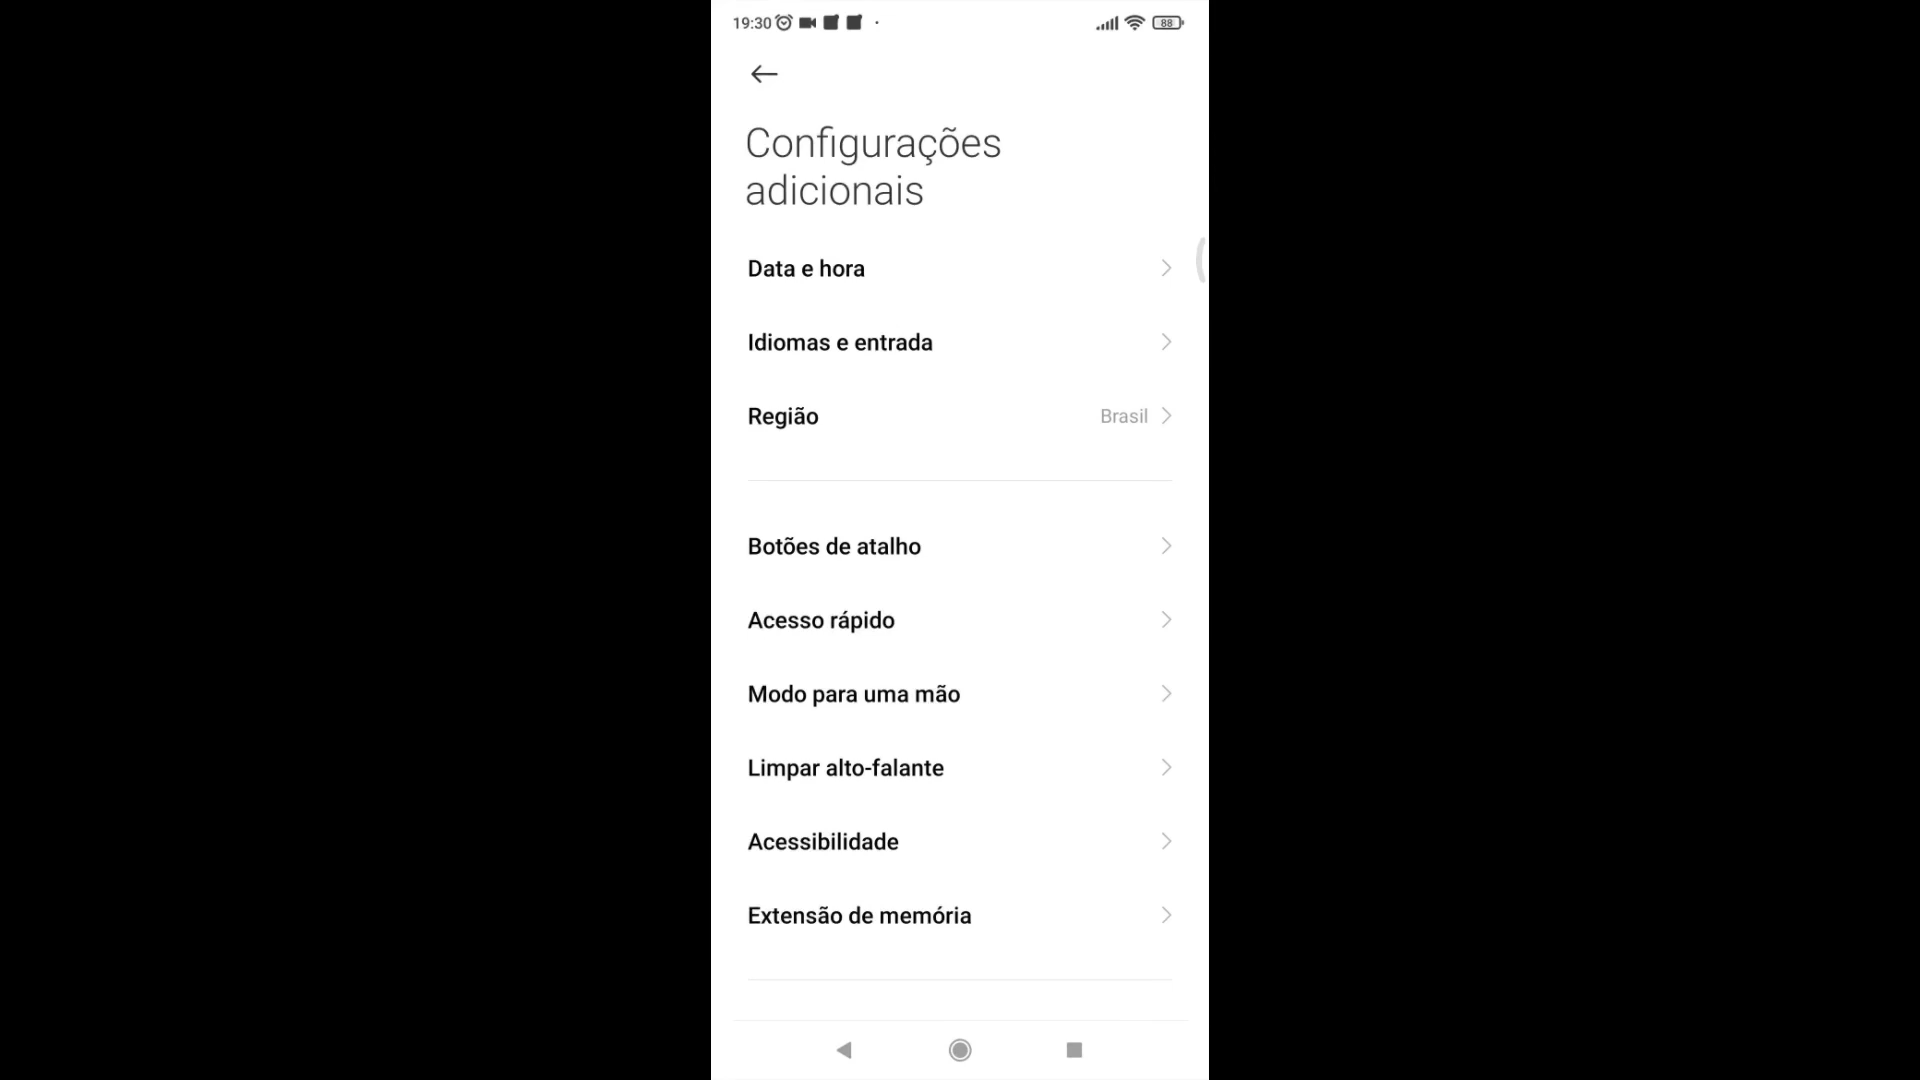 19:30
88
Configurações
adicionais
Data e hora
Idiomas e entrada
Região
Brasil
Botões de atalho
Acesso rápido
Modo para uma mão
Limpar alto-falante
Acessibilidade
Extensão de memória